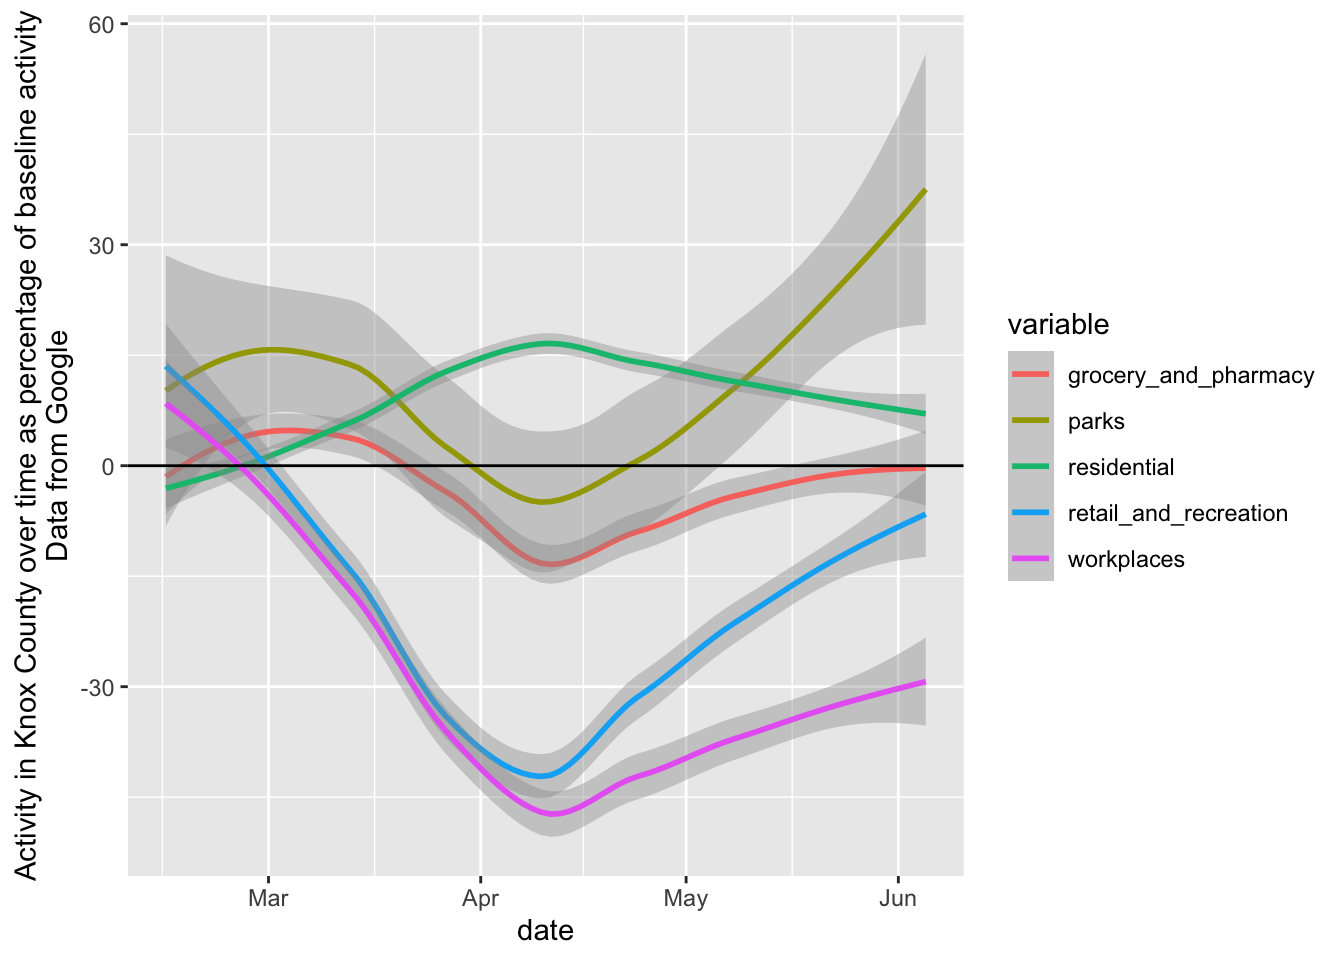 Activity in Knox County over time as percentage of baseline activity
Data from Google
60
30
0
-30
Mar
Apr
May
Jun
date
variable
grocery_and_pharmacy
parks
residential
retail_and_recreation
workplaces